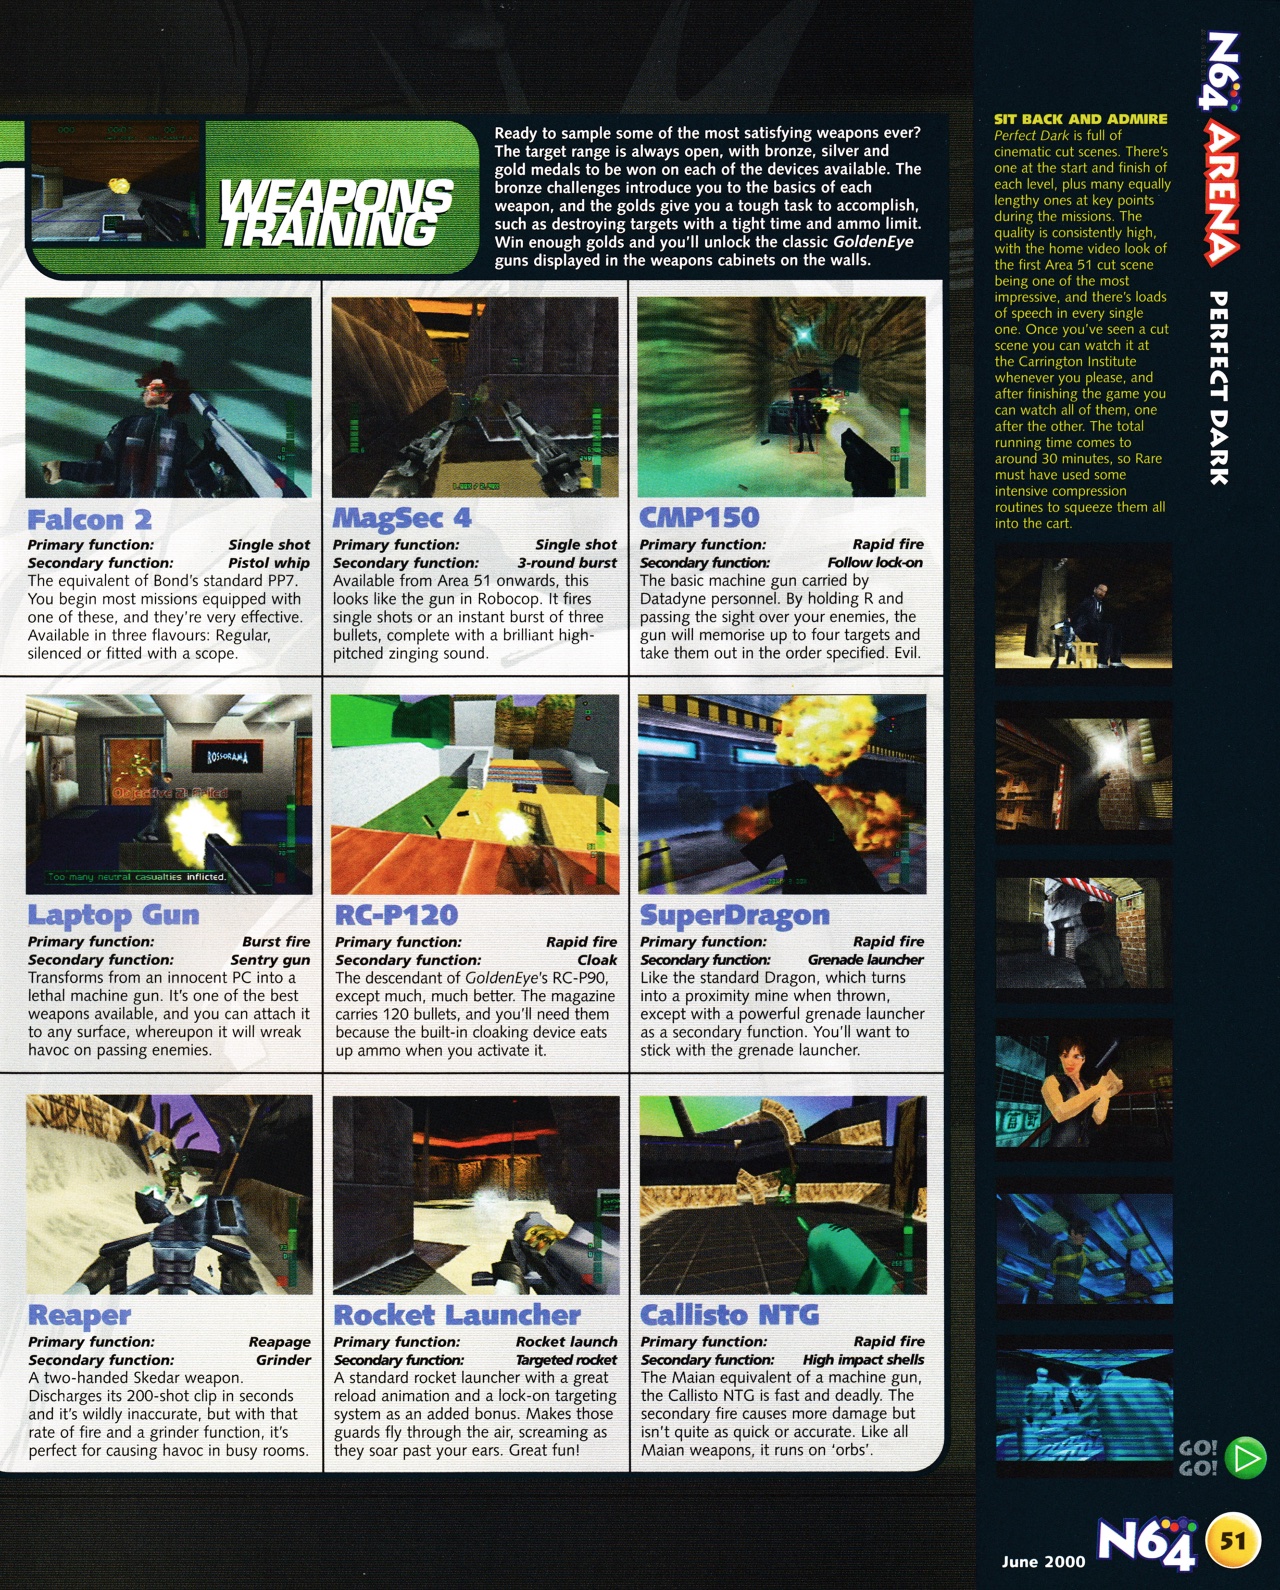 WEAPONS
TRAINING
Ready to sample some of the most satisfying weapons ever?
The target range is always open, with bronze, silver and
gold medals to be won on each of the devices available. The
bronze challenges introduce you to the basics of each
weapon, and the golds give you a tough task to accomplish,
such as destroying targets with a tight time and ammo limit.
Win enough golds and you'll unlock the classic GoldenEye
guns displayed in the weapons cabinets on the walls.
Falcon 2
Primary function: Single shot
Secondary function: Pistol whip
The equivalent of Bond's standard PP7.
You begin most missions equipped with
one of these, and they're very effective.
Available in three flavours: Regular,
silenced or fitted with a scope.
MagSec 4
Primary function: Single shot
Secondary function: 3-round burst
Available from Area 51 onwards, this
looks like the gun in Robocop. It fires
single shots or an instant burst of three
bullets, complete with a brilliant high-
pitched zinging sound.
CMP150
Primary function: Rapid fire
Secondary function: Follow lock-on
The basic machine gun carried by
Datadyne personnel. By holding R and
passing the sight over your enemies, the
gun will memorise up to four targets and
take them out in the order specified. Evil.
ROSSORAMA
Too many neutral casualties inflicted.
Laptop Gun
Primary function: Burst fire
Secondary function: Sentry gun
Transforms from an innocent PC into a
lethal machine gun. It's one of the best
weapons available, and you can attach it
to any surface, whereupon it will wreak
havoc on passing enemies.
RC-P120
Primary function: Rapid fire
Secondary function: Cloak
The descendant of GoldenEye's RC-P90,
except much, much better. The magazine
carries 120 bullets, and you'll need them
because the built-in cloaking device eats
up ammo when you activate it.
SuperDragon
Primary function: Rapid fire
Secondary function: Grenade launcher
Like the standard Dragon, which turns
into a proximity mine when thrown,
except with a powerful grenade launcher
as a secondary function. You'll want to
stick with the grenade launcher.
Reaper
Primary function: Reapage
Secondary function: Grinder
A two-handed Skedar weapon.
Discharges its 200-shot clip in seconds
and it's wildly inaccurate, but with that
rate of fire and a grinder function, it's
perfect for causing havoc in busy rooms.
Rocket Launcher
Primary function: Rocket launch
Secondary function: Targeted rocket
A standard rocket launcher with a great
reload animation and a lock-on targeting
system as an added bonus. Makes those
guards fly through the air, screaming as
they soar past your ears. Great fun!
Callisto NTG
Primary function: Rapid fire
Secondary function: High impact shells
The Maian equivalent of a machine gun,
the Callisto NTG is fast and deadly. The
secondary fire causes more damage but
isn't quite as quick or accurate. Like all
Maian weapons, it runs on 'orbs'.
SIT BACK AND ADMIRE
Perfect Dark is full of
cinematic cut scenes. There's
one at the start and finish of
each level, plus many equally
lengthy ones at key points
during the missions. The
quality is consistently high,
with the home video look of
the first Area 51 cut scene
being one of the most
impressive, and there's loads
of speech in every single
one. Once you've seen a cut
scene you can watch it at
the Carrington Institute
whenever you please, and
after finishing the game you
can watch all of them, one
after the other. The total
running time comes to
around 30 minutes, so Rare
must have used some
intensive compression
routines to squeeze them all
into the cart.
N64 ARENA PERFECT DARK
GO!
GO!
June 2000 N64 51